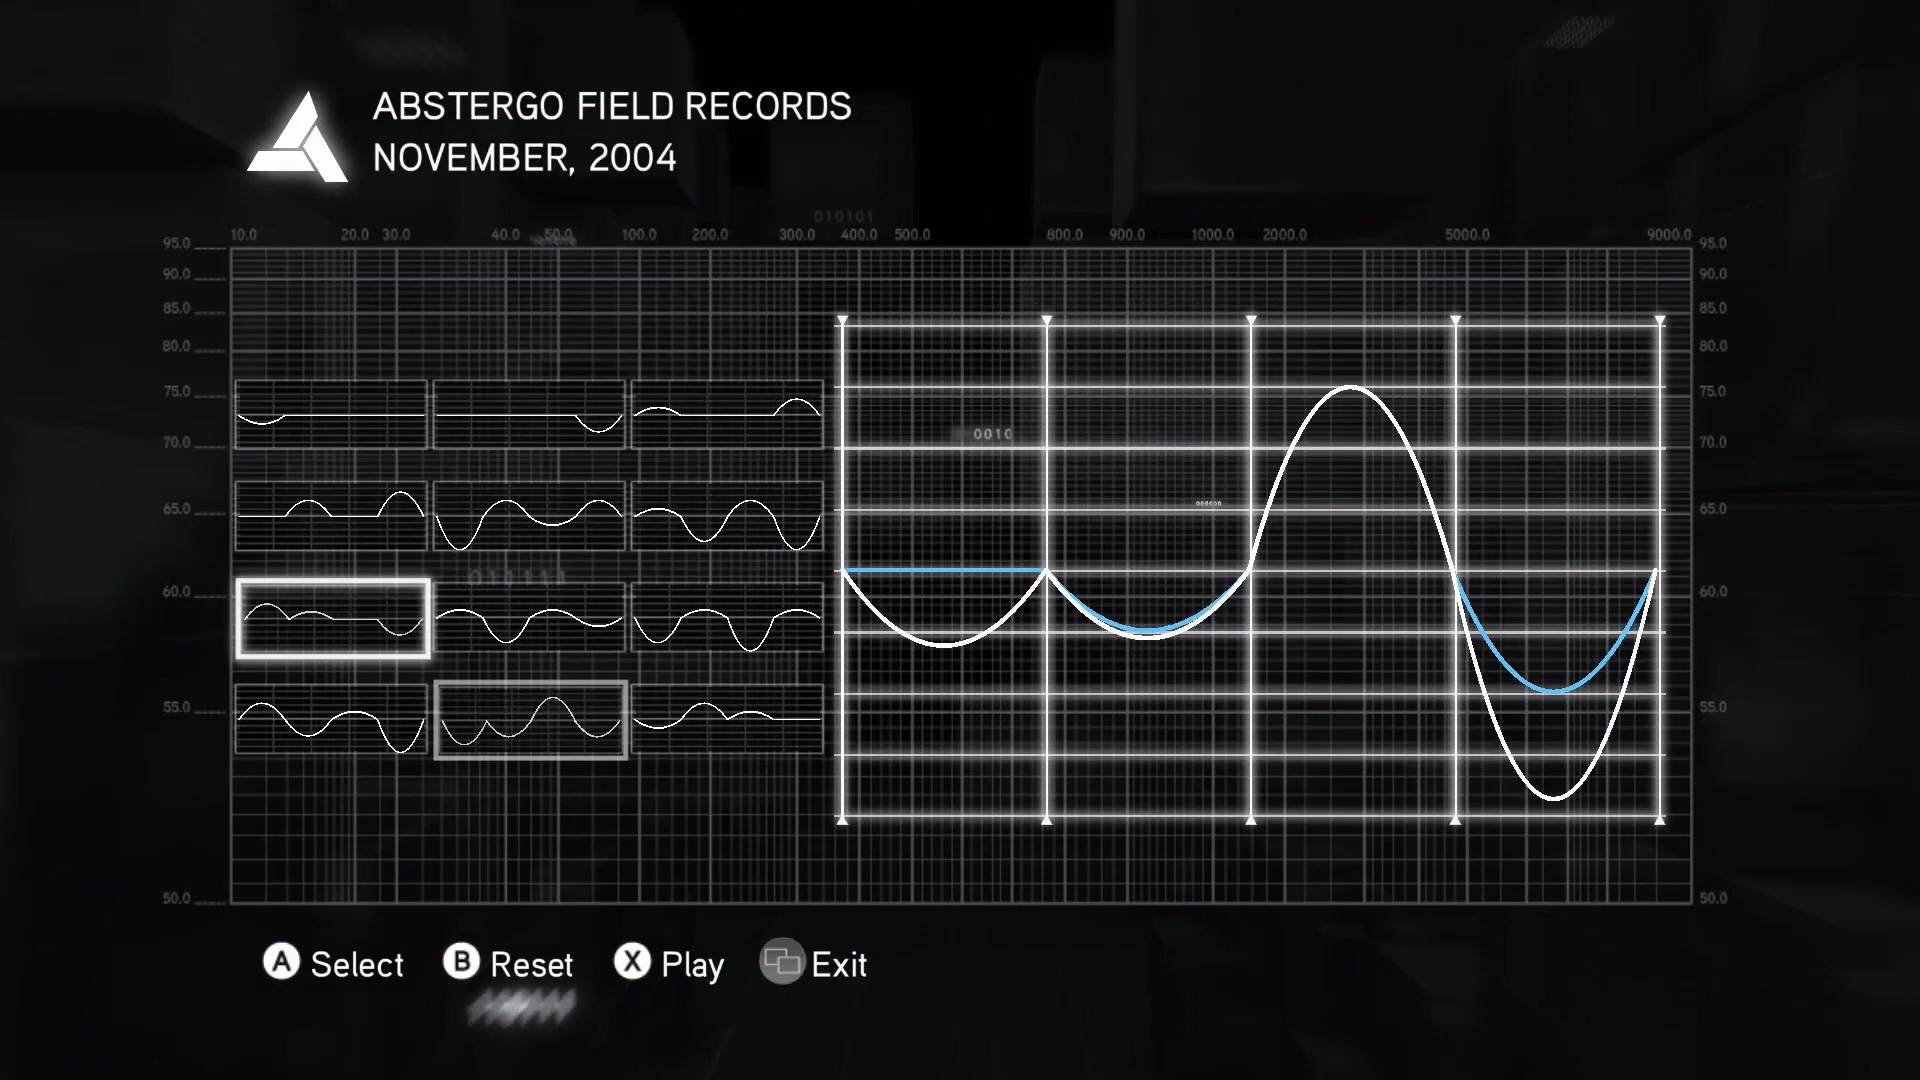 ABSTERGO FIELD RECORDS
NOVEMBER, 2004
010101
10.0 20.0 30.0 40.0 50.0 100.0 200.0 300.0 400.0 500.0 800.0 900.0 1000.0 2000.0 5000.0 9000.0
95.0 95.0
90.0 90.0
85.0 85.0
80.0 80.0
75.0 75.0
70.0 0010 70.0
65.0 65.0
010110
60.0 60.0
55.0 55.0
50.0 50.0
A Select B Reset X Play Exit